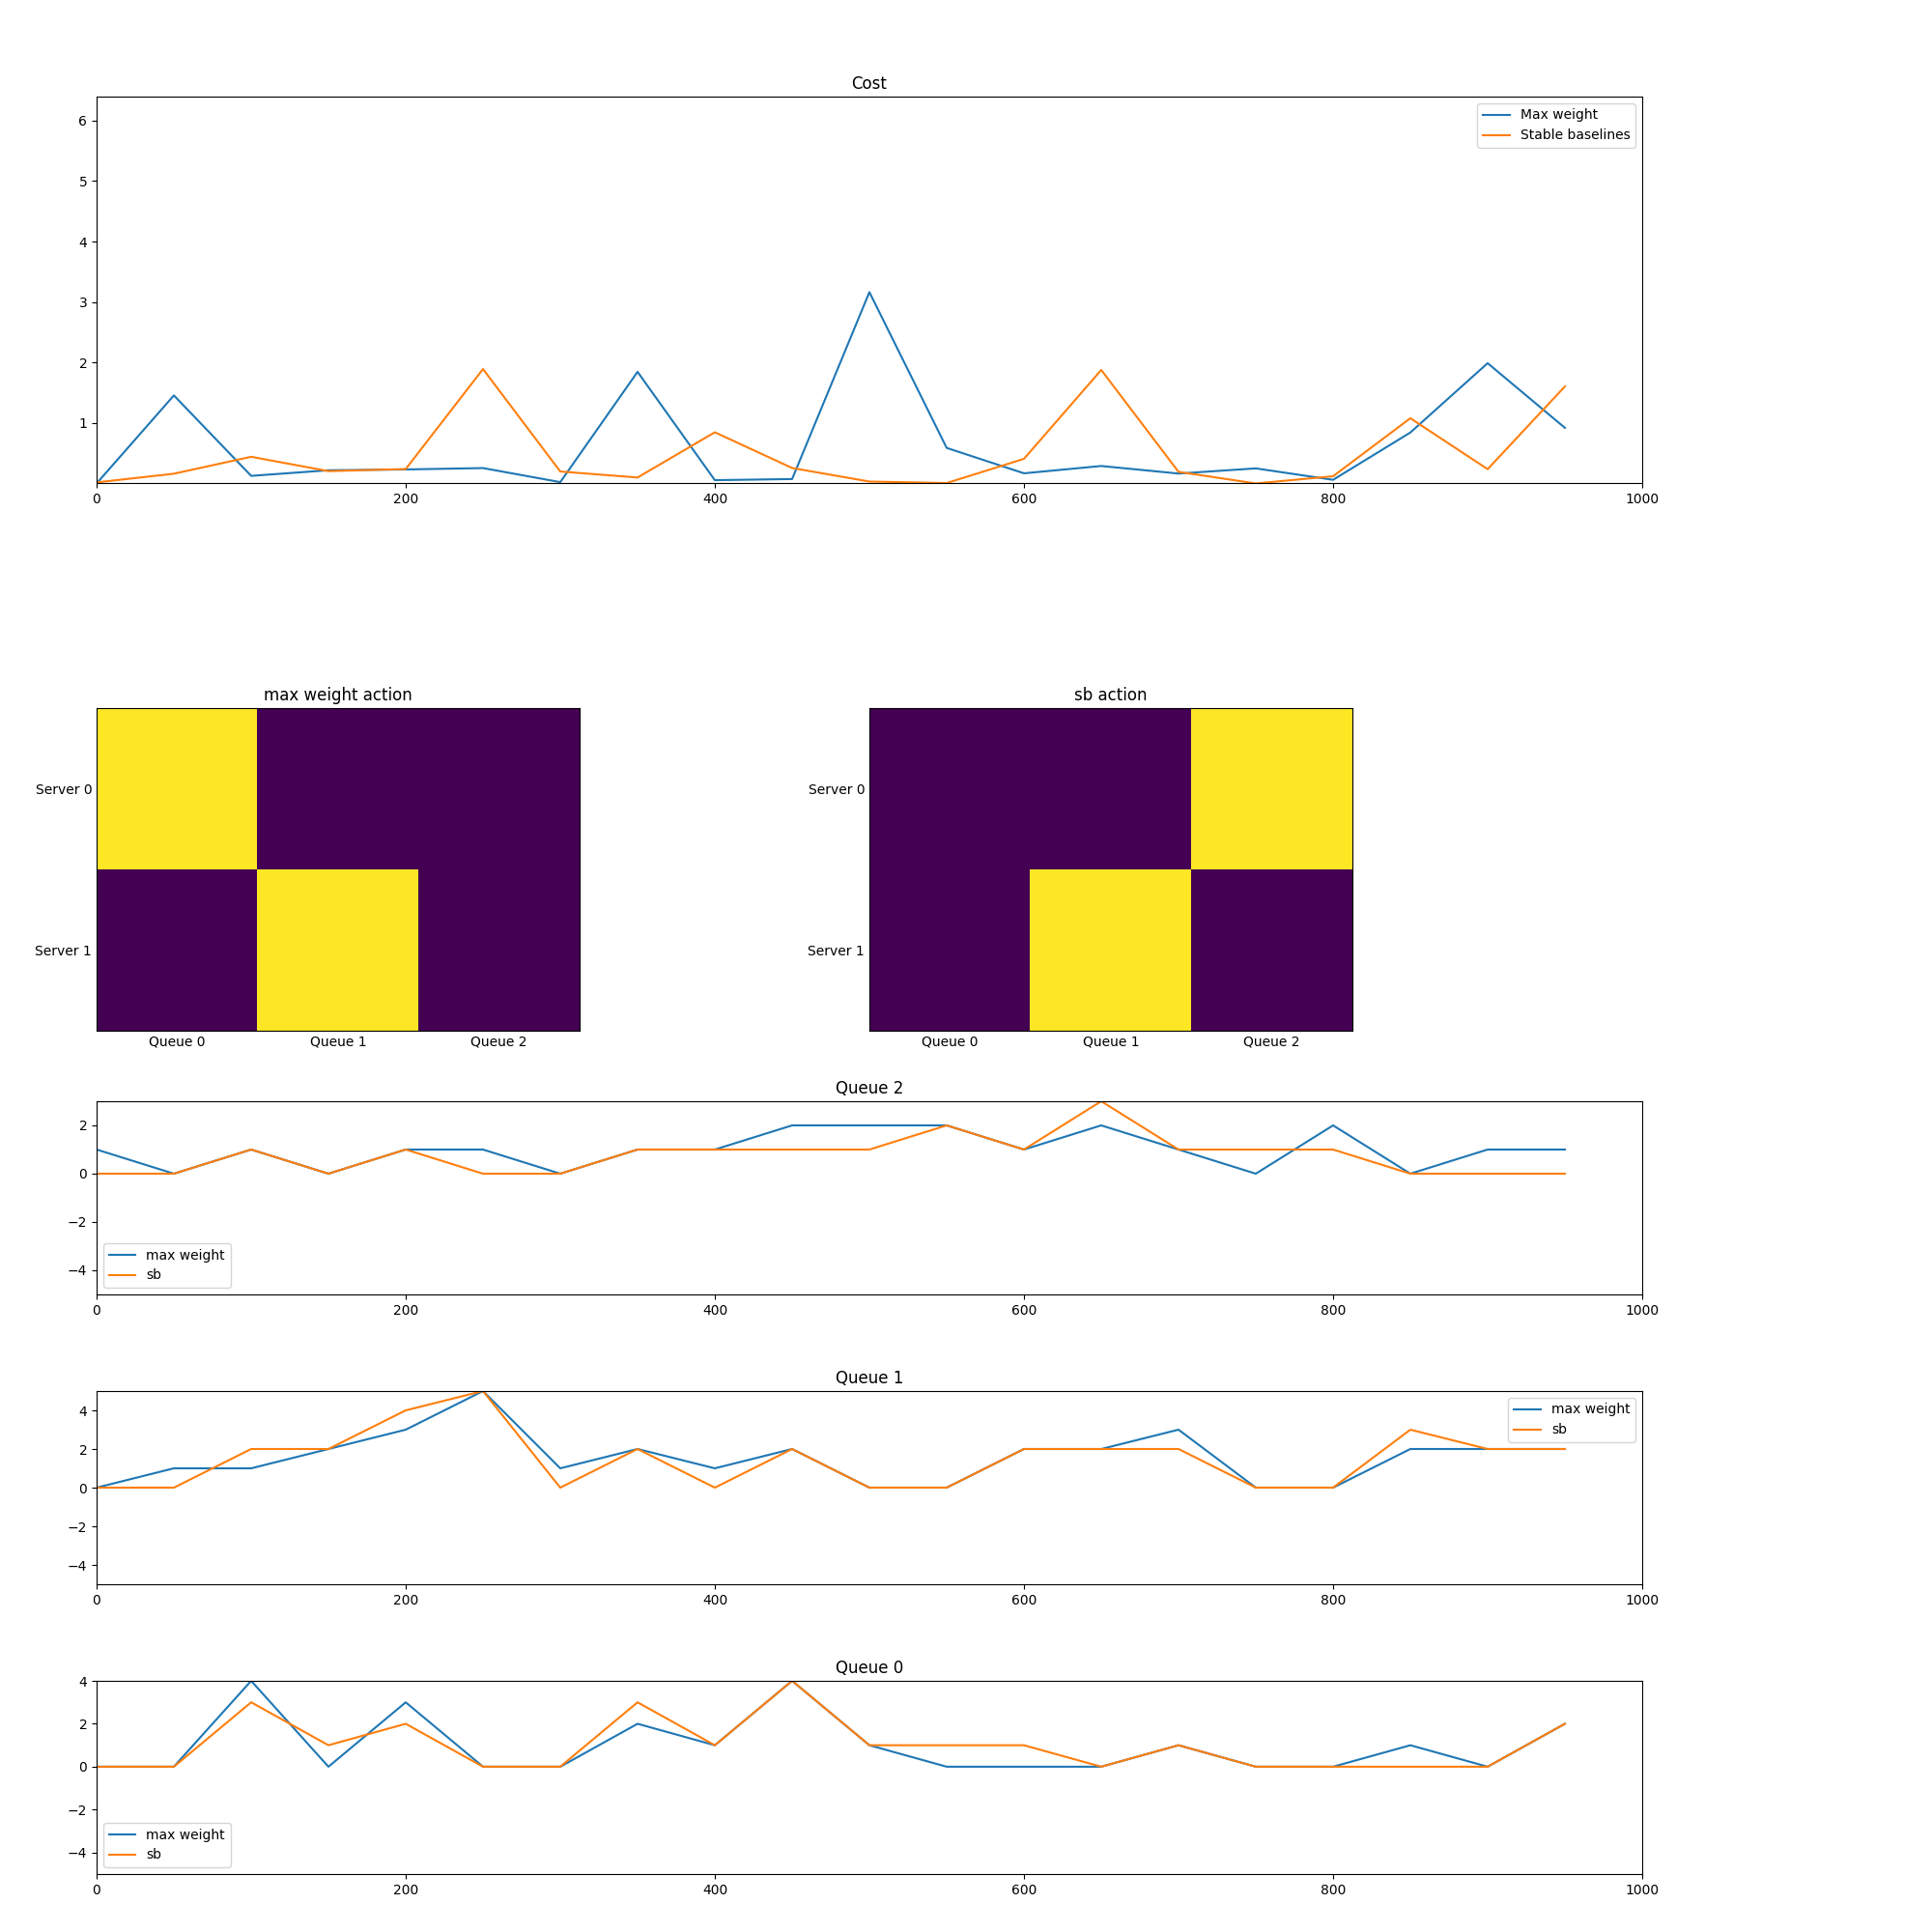 Cost
6
5
4
3
2
1
Max weight
Stable baselines
0 200 400 600 800 1000
max weight action
Server 0
Server 1
Queue 0 Queue 1 Queue 2
sb action
Server 0
Server 1
Queue 0 Queue 1 Queue 2
Queue 2
2
0
−2
−4
max weight
sb
0 200 400 600 800 1000
Queue 1
4
2
0
−2
−4
max weight
sb
0 200 400 600 800 1000
Queue 0
4
2
0
−2
−4
max weight
sb
0 200 400 600 800 1000